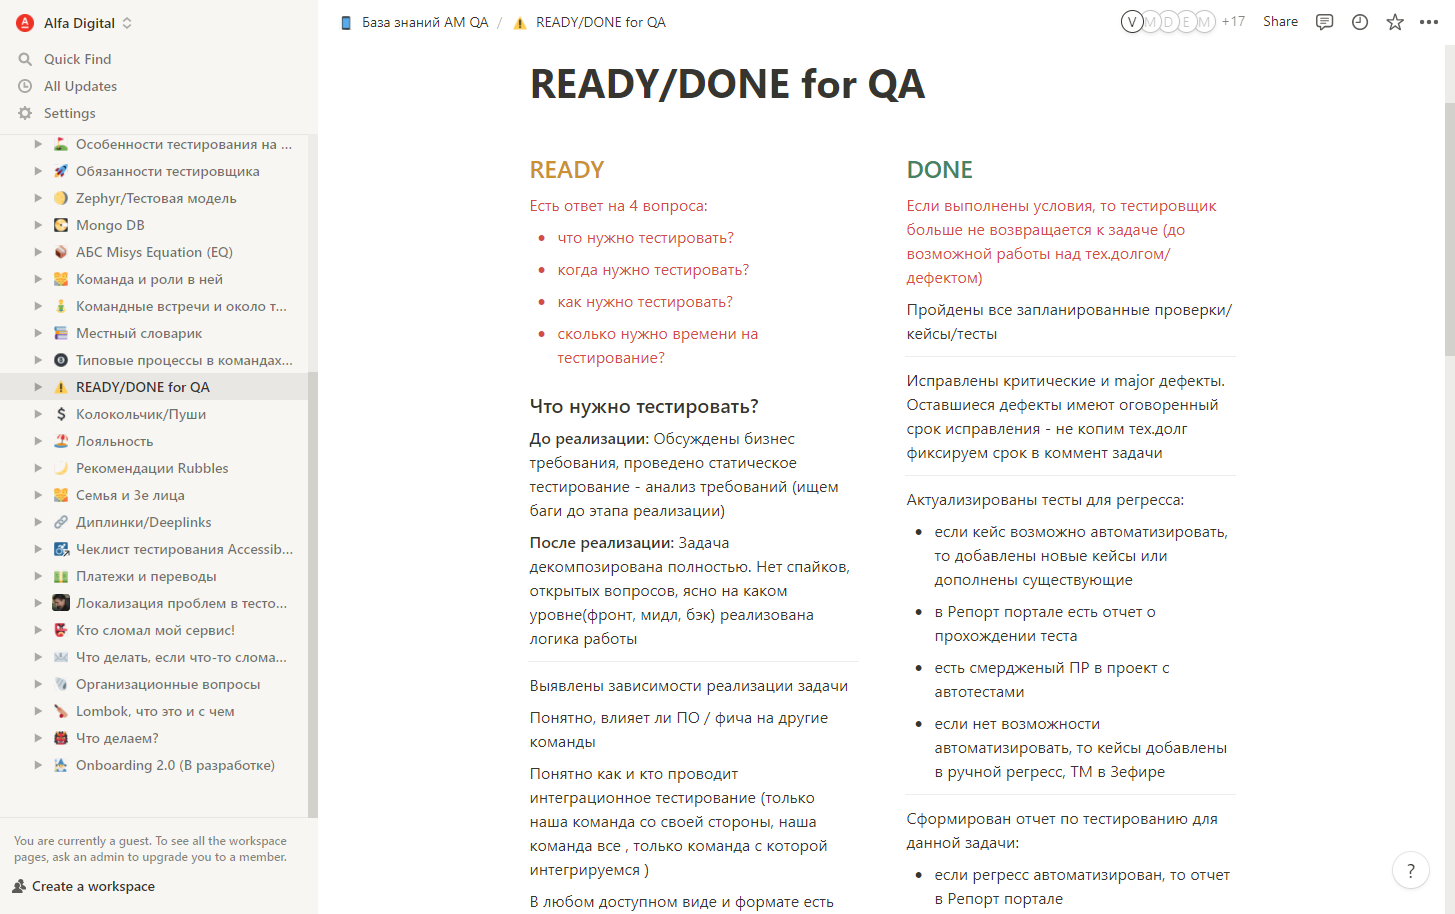 Alfa Digital
Quick Find
All Updates
Settings
Особенности тестирования на ...
Обязанности тестировщика
Zephyr/Тестовая модель
Mongo DB
АБС Misys Equation (EQ)
Команда и роли в ней
Командные встречи и около т...
Местный словарик
Типовые процессы в командах...
READY/DONE for QA
Колокольчик/Пуши
Лояльность
Рекомендации Rubbles
Семья и 3е лица
Диплинки/Deeplinks
Чеклист тестирования Accessib...
Платежи и переводы
Локализация проблем в тесто...
Кто сломал мой сервис!
Что делать, если что-то слома...
Организационные вопросы
Lombok, что это и с чем
Что делаем?
Onboarding 2.0 (В разработке)
You are currently a guest. To see all the workspace
pages, ask an admin to upgrade you to a member.
Create a workspace
База знаний AM QA / READY/DONE for QA
V M D E M +17 Share
READY/DONE for QA
READY
Есть ответ на 4 вопроса:
• что нужно тестировать?
• когда нужно тестировать?
• как нужно тестировать?
• сколько нужно времени на
тестирование?
Что нужно тестировать?
До реализации: Обсуждены бизнес
требования, проведено статическое
тестирование - анализ требований (ищем
баги до этапа реализации)
После реализации: Задача
декомпозирована полностью. Нет спайков,
открытых вопросов, ясно на каком
уровне(фронт, мидл, бэк) реализована
логика работы
Выявлены зависимости реализации задачи
Понятно, влияет ли ПО / фича на другие
команды
Понятно как и кто проводит
интеграционное тестирование (только
наша команда со своей стороны, наша
команда все , только команда с которой
интегрируемся )
В любом доступном виде и формате есть
DONE
Если выполнены условия, то тестировщик
больше не возвращается к задаче (до
возможной работы над тех.долгом/
дефектом)
Пройдены все запланированные проверки/
кейсы/тесты
Исправлены критические и major дефекты.
Оставшиеся дефекты имеют оговоренный
срок исправления - не копим тех.долг
фиксируем срок в коммент задачи
Актуализированы тесты для регресса:
• если кейс возможно автоматизировать,
то добавлены новые кейсы или
дополнены существующие
• в Репорт портале есть отчет о
прохождении теста
• есть смердженый ПР в проект с
автотестами
• если нет возможности
автоматизировать, то кейсы добавлены
в ручной регресс, ТМ в Зефире
Сформирован отчет по тестированию для
данной задачи:
• если регресс автоматизирован, то отчет
в Репорт портале
?